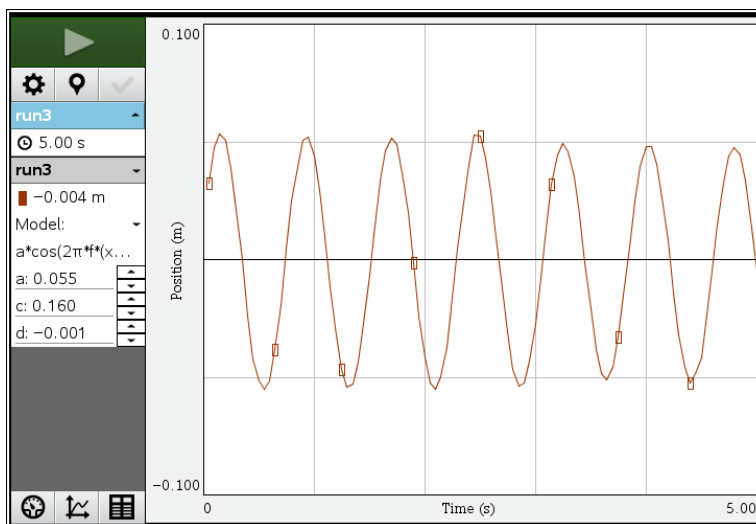 run3
5.00 s
run3
−0.004 m
Model:
a*cos(2π*f*(x...
a: 0.055
c: 0.160
d: −0.001
0.100
Position (m)
−0.100
0
Time (s)
5.00